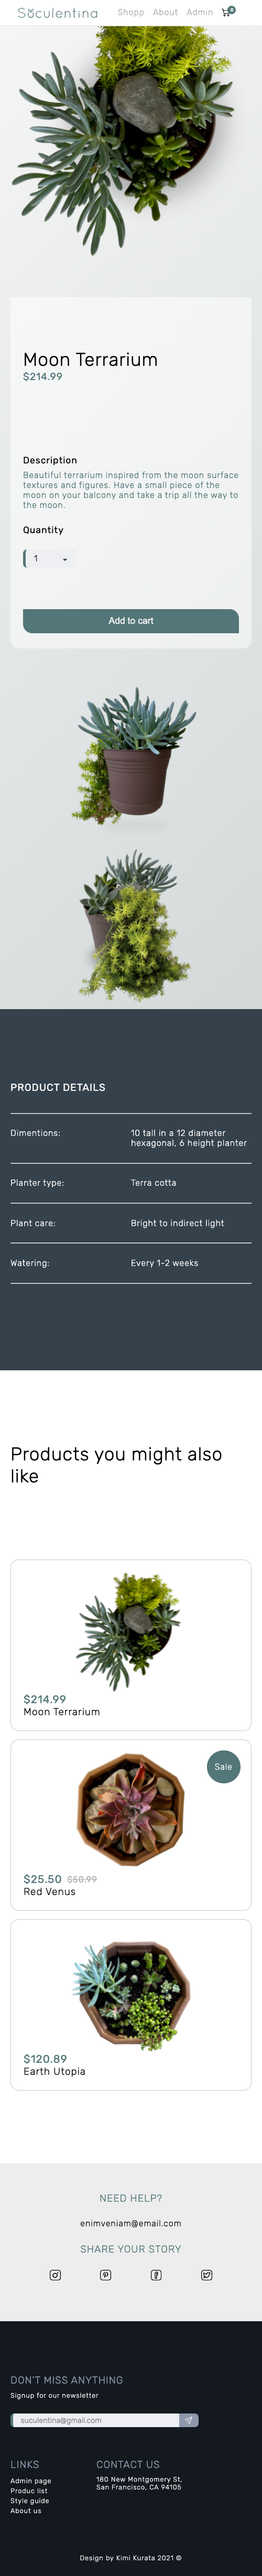 Suculentina
Shopp About Admin 0
Moon Terrarium
$214.99
Description
Beautiful terrarium inspired from the moon surface
textures and figures. Have a small piece of the
moon on your balcony and take a trip all the way to
the moon.
Quantity
1
Add to cart
PRODUCT DETAILS
Dimentions: 10 tall in a 12 diameter
hexagonal, 6 height planter
Planter type: Terra cotta
Plant care: Bright to indirect light
Watering: Every 1-2 weeks
Products you might also
like
$214.99
Moon Terrarium
Sale
$25.50 $50.99
Red Venus
$120.89
Earth Utopia
NEED HELP?
enimveniam@email.com
SHARE YOUR STORY
DON'T MISS ANYTHING
Signup for our newsletter
suculentina@gmail.com
LINKS
Admin page
Produc list
Style guide
About us
CONTACT US
180 New Montgomery St,
San Francisco, CA 94105
Design by Kimi Kurata 2021 ©